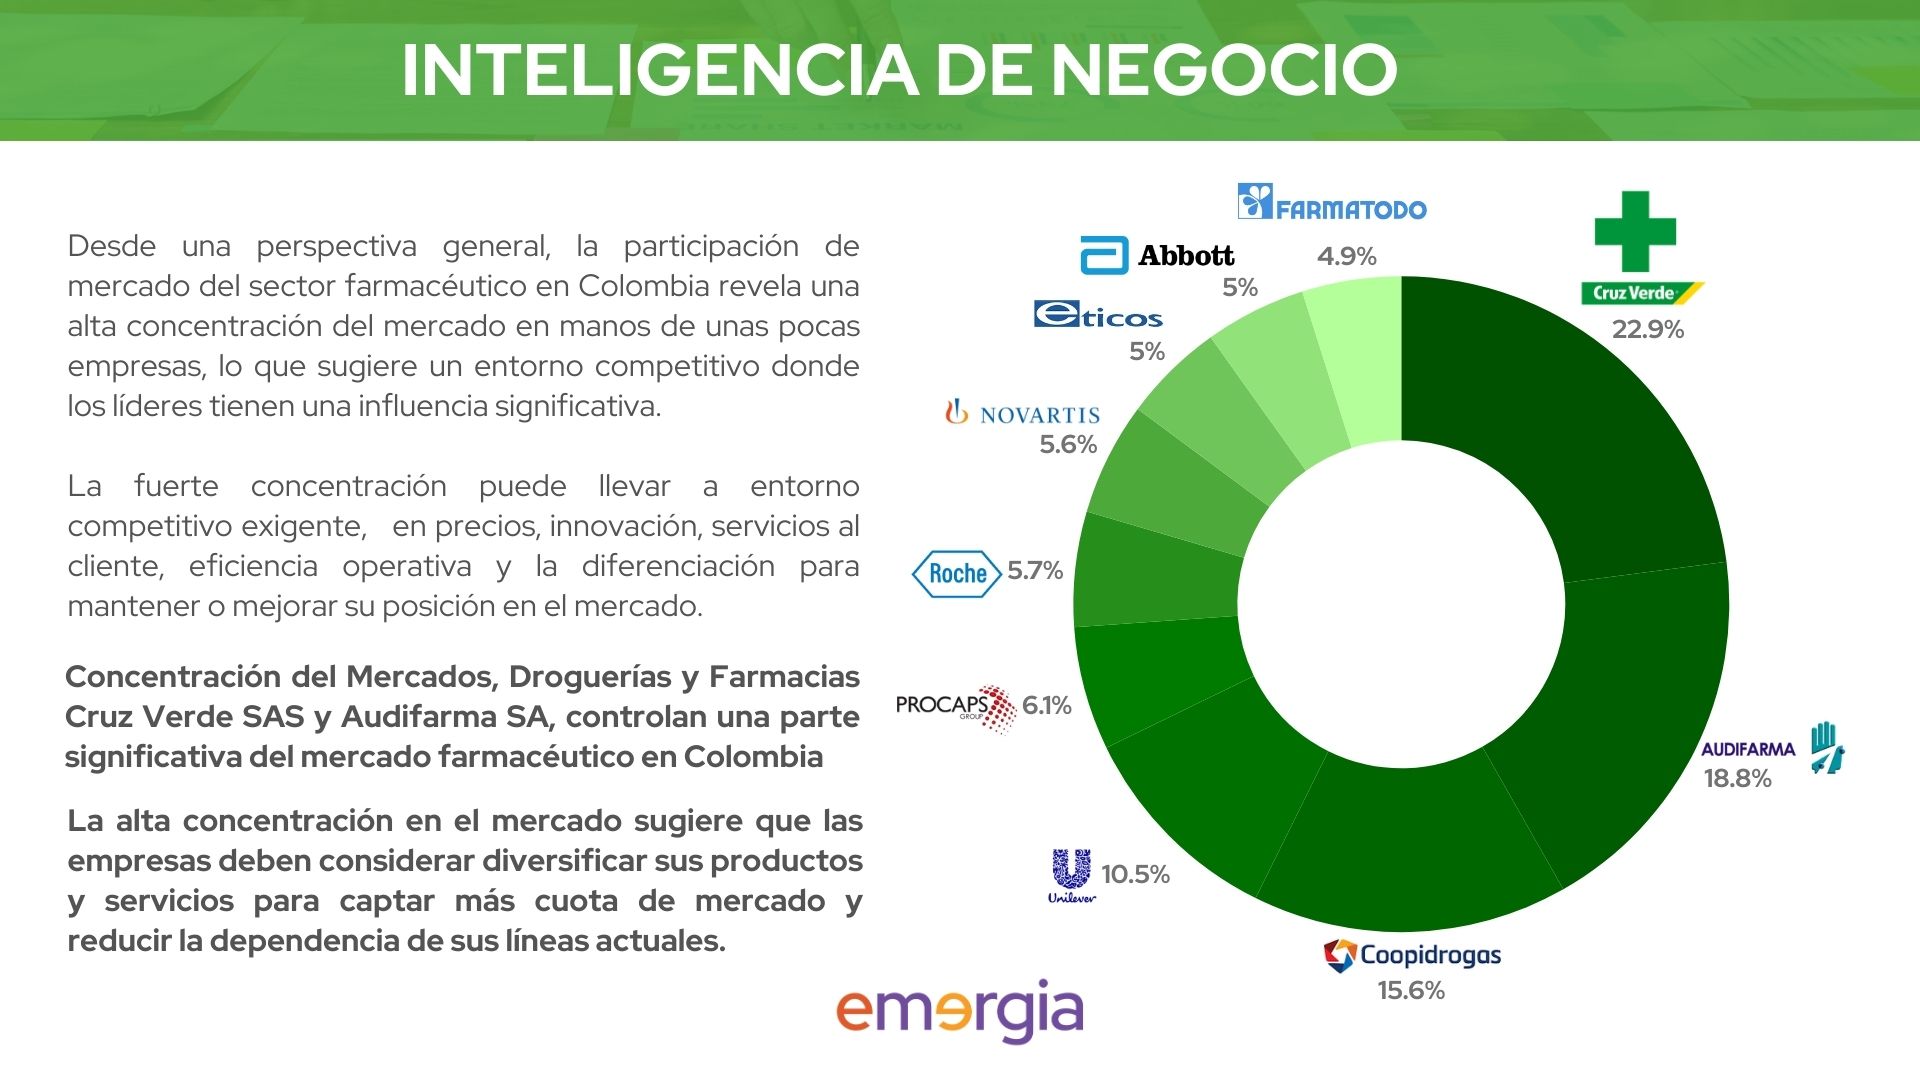 INTELIGENCIA DE NEGOCIO
Desde una perspectiva general, la participación de
mercado del sector farmacéutico en Colombia revela una
alta concentración del mercado en manos de unas pocas
empresas, lo que sugiere un entorno competitivo donde
los líderes tienen una influencia significativa.
La fuerte concentración puede llevar a entorno
competitivo exigente, en precios, innovación, servicios al
cliente, eficiencia operativa y la diferenciación para
mantener o mejorar su posición en el mercado.
Concentración del Mercados, Droguerías y Farmacias
Cruz Verde SAS y Audifarma SA, controlan una parte
significativa del mercado farmacéutico en Colombia
La alta concentración en el mercado sugiere que las
empresas deben considerar diversificar sus productos
y servicios para captar más cuota de mercado y
reducir la dependencia de sus líneas actuales.
FARMATODO
4.9%
Abbott
5%
eticos
5%
NOVARTIS
5.6%
Roche
5.7%
PROCAPS
GROUP
6.1%
Unilever
10.5%
Coopidrogas
15.6%
AUDIFARMA
18.8%
Cruz Verde
22.9%
emergia
MARKET SHARE